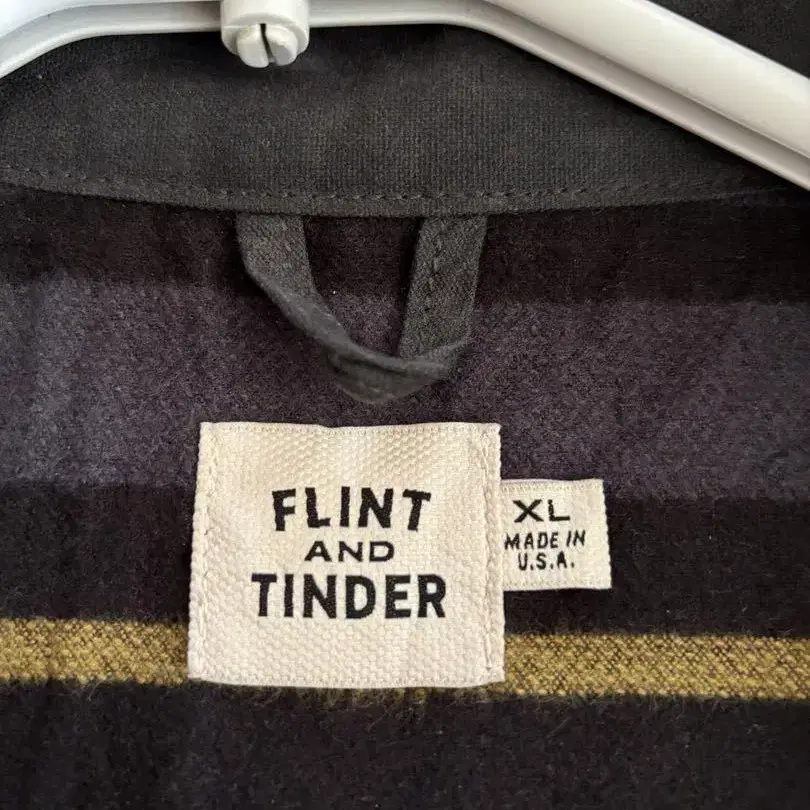 FLINT
AND
TINDER
XL
MADE IN
U.S.A.